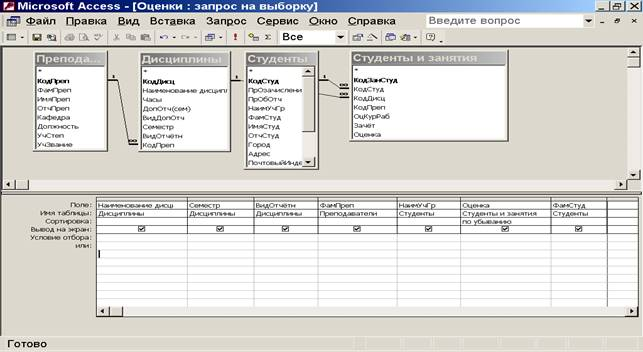 Microsoft Access - [Оценки : запрос на выборку]
Файл Правка Вид Вставка Запрос Сервис Окно Справка Введите вопрос
Все
Препода...
*
КодПреп
ФамПреп
ИмяПреп
ОтчПреп
Кафедра
Должность
УчСтеп
УчЗвание
Дисциплины
*
КодДисц
Наименование дисципл
Часы
ДопОтч(сем)
ВидДопОтч
Семестр
ВидОтчётн
КодПреп
Студенты
*
КодСтуд
ПрОзачислени
ПрОбОтч
НаимУчГр
ФамСтуд
ИмяСтуд
ОтчСтуд
Город
Адрес
ПочтовыйИнде
Студенты и занятия
*
КодЗанСтуд
КодСтуд
КодДисц
КодПреп
ОцКурРаб
Зачёт
Оценка
Поле: Наименование дисц Семестр ВидОтчётн ФамПреп НаимУчГр Оценка ФамСтуд
Имя таблицы: Дисциплины Дисциплины Дисциплины Преподаватели Студенты Студенты и занятия Студенты
Сортировка: по убыванию
Вывод на экран:
Условие отбора:
или:
Готово